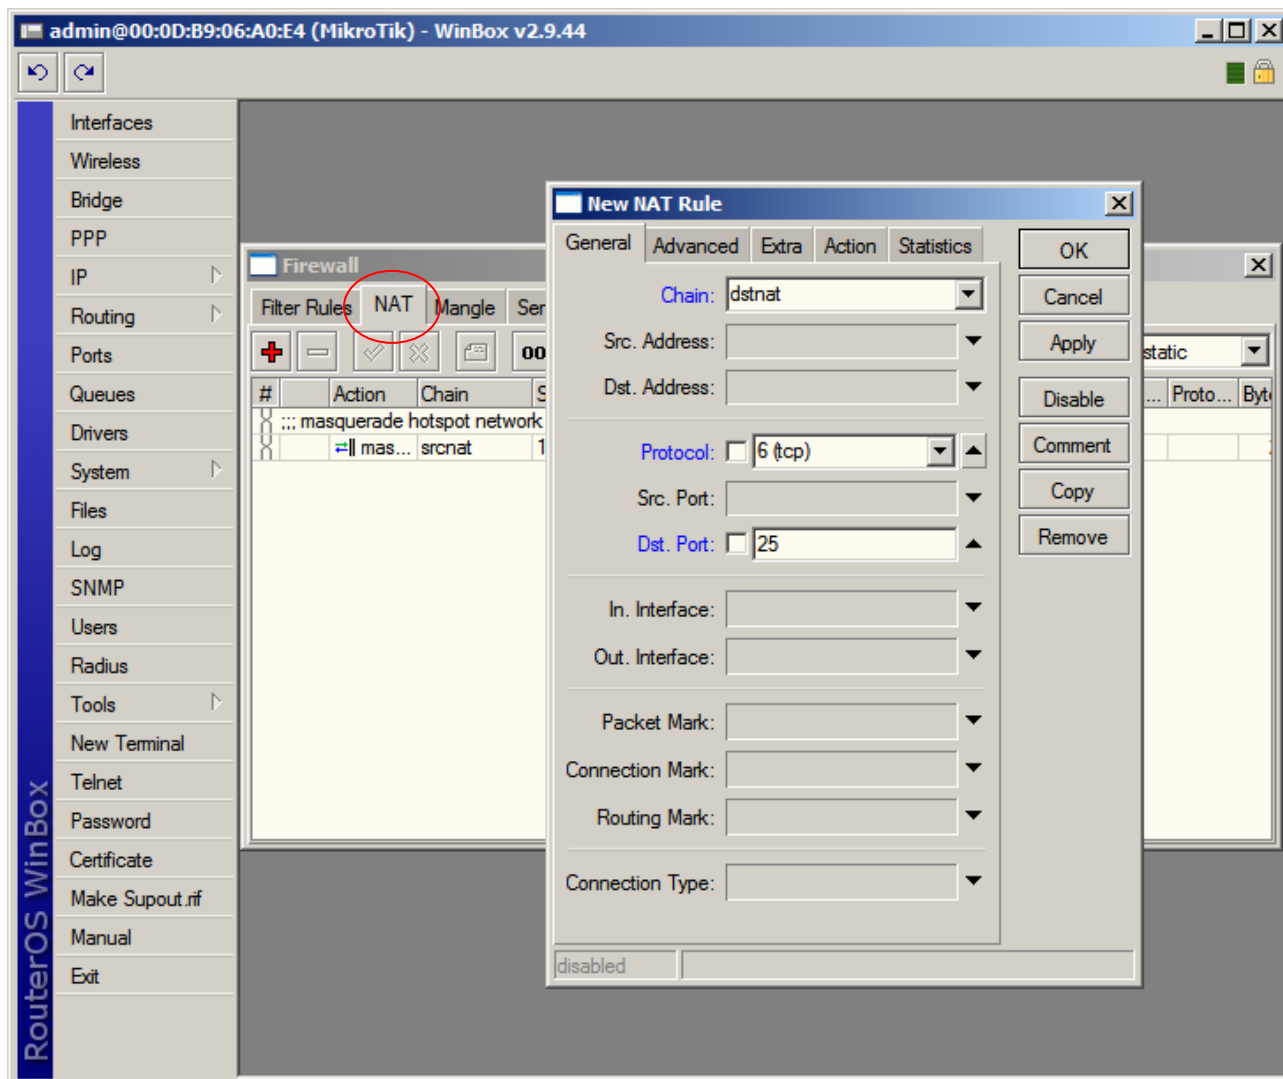 admin@00:0D:B9:06:A0:E4 (MikroTik) - WinBox v2.9.44
RouterOS WinBox
Interfaces
Wireless
Bridge
PPP
IP
Routing
Ports
Queues
Drivers
System
Files
Log
SNMP
Users
Radius
Tools
New Terminal
Telnet
Password
Certificate
Make Supout.rif
Manual
Exit
Firewall
Filter Rules NAT Mangle Ser
00
static
# Action Chain S ... Proto... Byte
;;; masquerade hotspot network
mas... srcnat 1
New NAT Rule
General Advanced Extra Action Statistics
Chain: dstnat
Src. Address:
Dst. Address:
Protocol: 6 (tcp)
Src. Port:
Dst. Port: 25
In. Interface:
Out. Interface:
Packet Mark:
Connection Mark:
Routing Mark:
Connection Type:
disabled
OK
Cancel
Apply
Disable
Comment
Copy
Remove